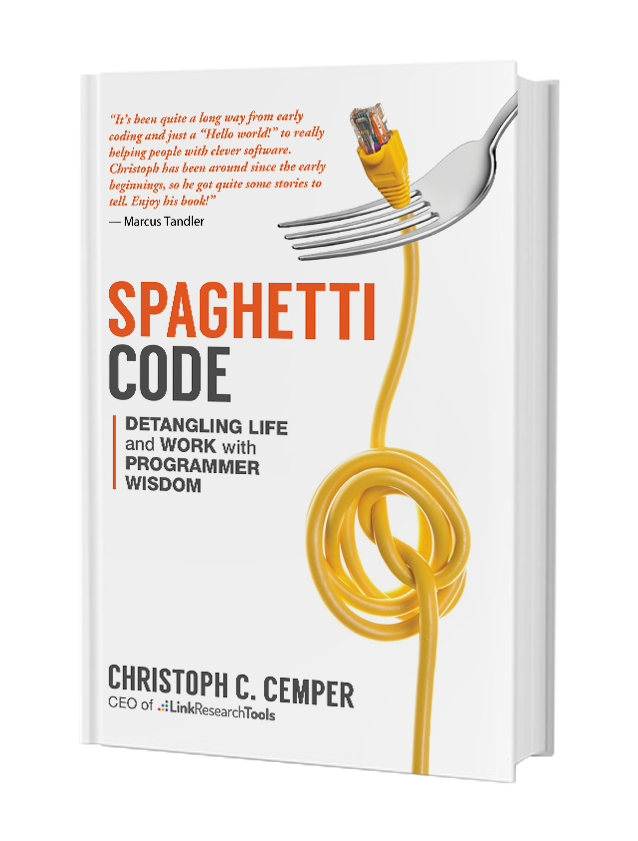 “It’s been quite a long way from early
coding and just a “Hello world!” to really
helping people with clever software.
Christoph has been around since the early
beginnings, so he got quite some stories to
tell. Enjoy his book!”
— Marcus Tandler
SPAGHETTI
CODE
DETANGLING LIFE
and WORK with
PROGRAMMER
WISDOM
CHRISTOPH C. CEMPER
CEO of LinkResearchTools